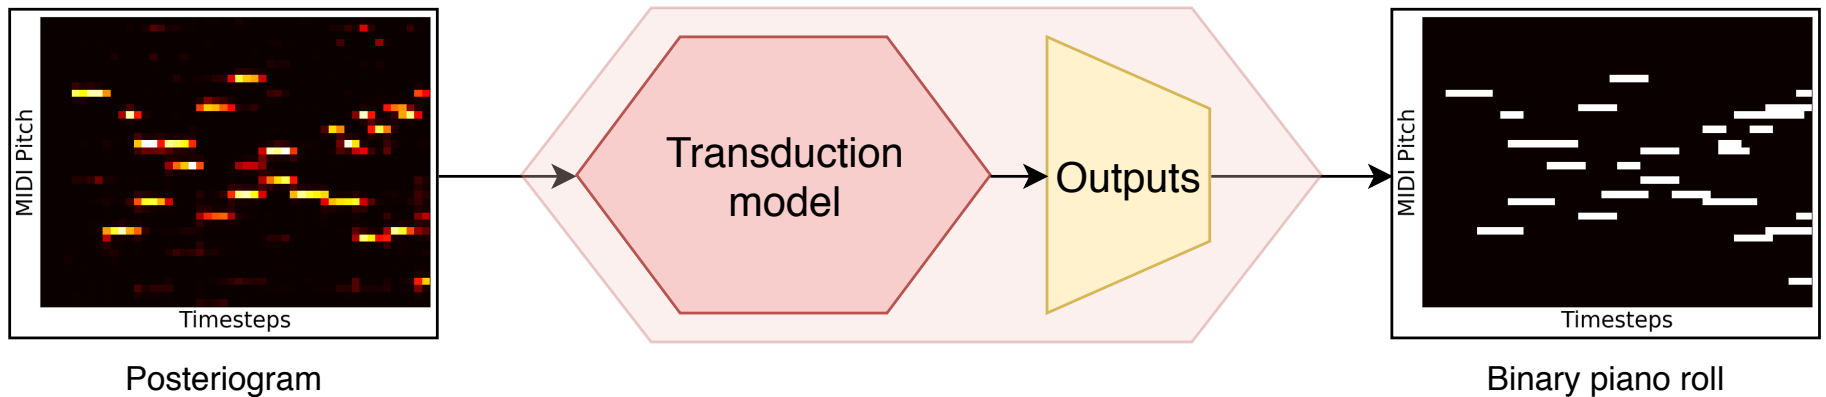 MIDI Pitch
Timesteps
Posteriogram
Transduction
model
Outputs
MIDI Pitch
Timesteps
Binary piano roll